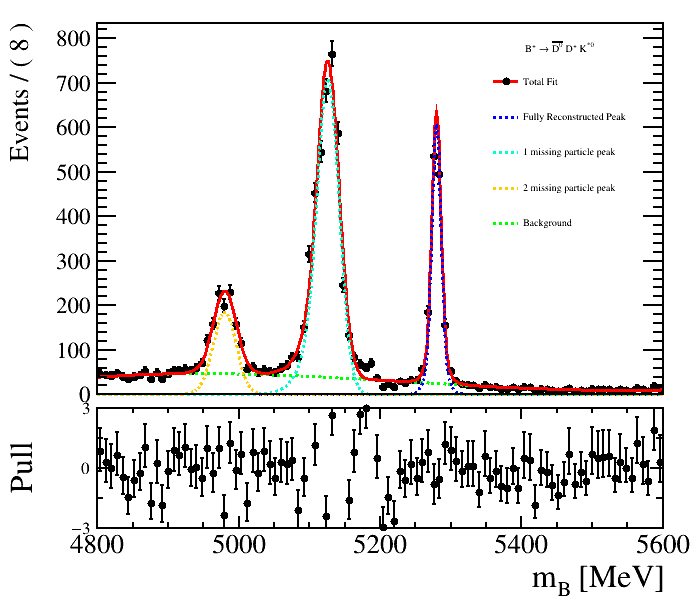 Events / ( 8 )
800
700
600
500
400
300
200
100
0
B⁺ → D̅⁰ D⁺ K*⁰
Total Fit
Fully Reconstructed Peak
1 missing particle peak
2 missing particle peak
Background
Pull
3
0
−3
4800 5000 5200 5400 5600
m_B [MeV]